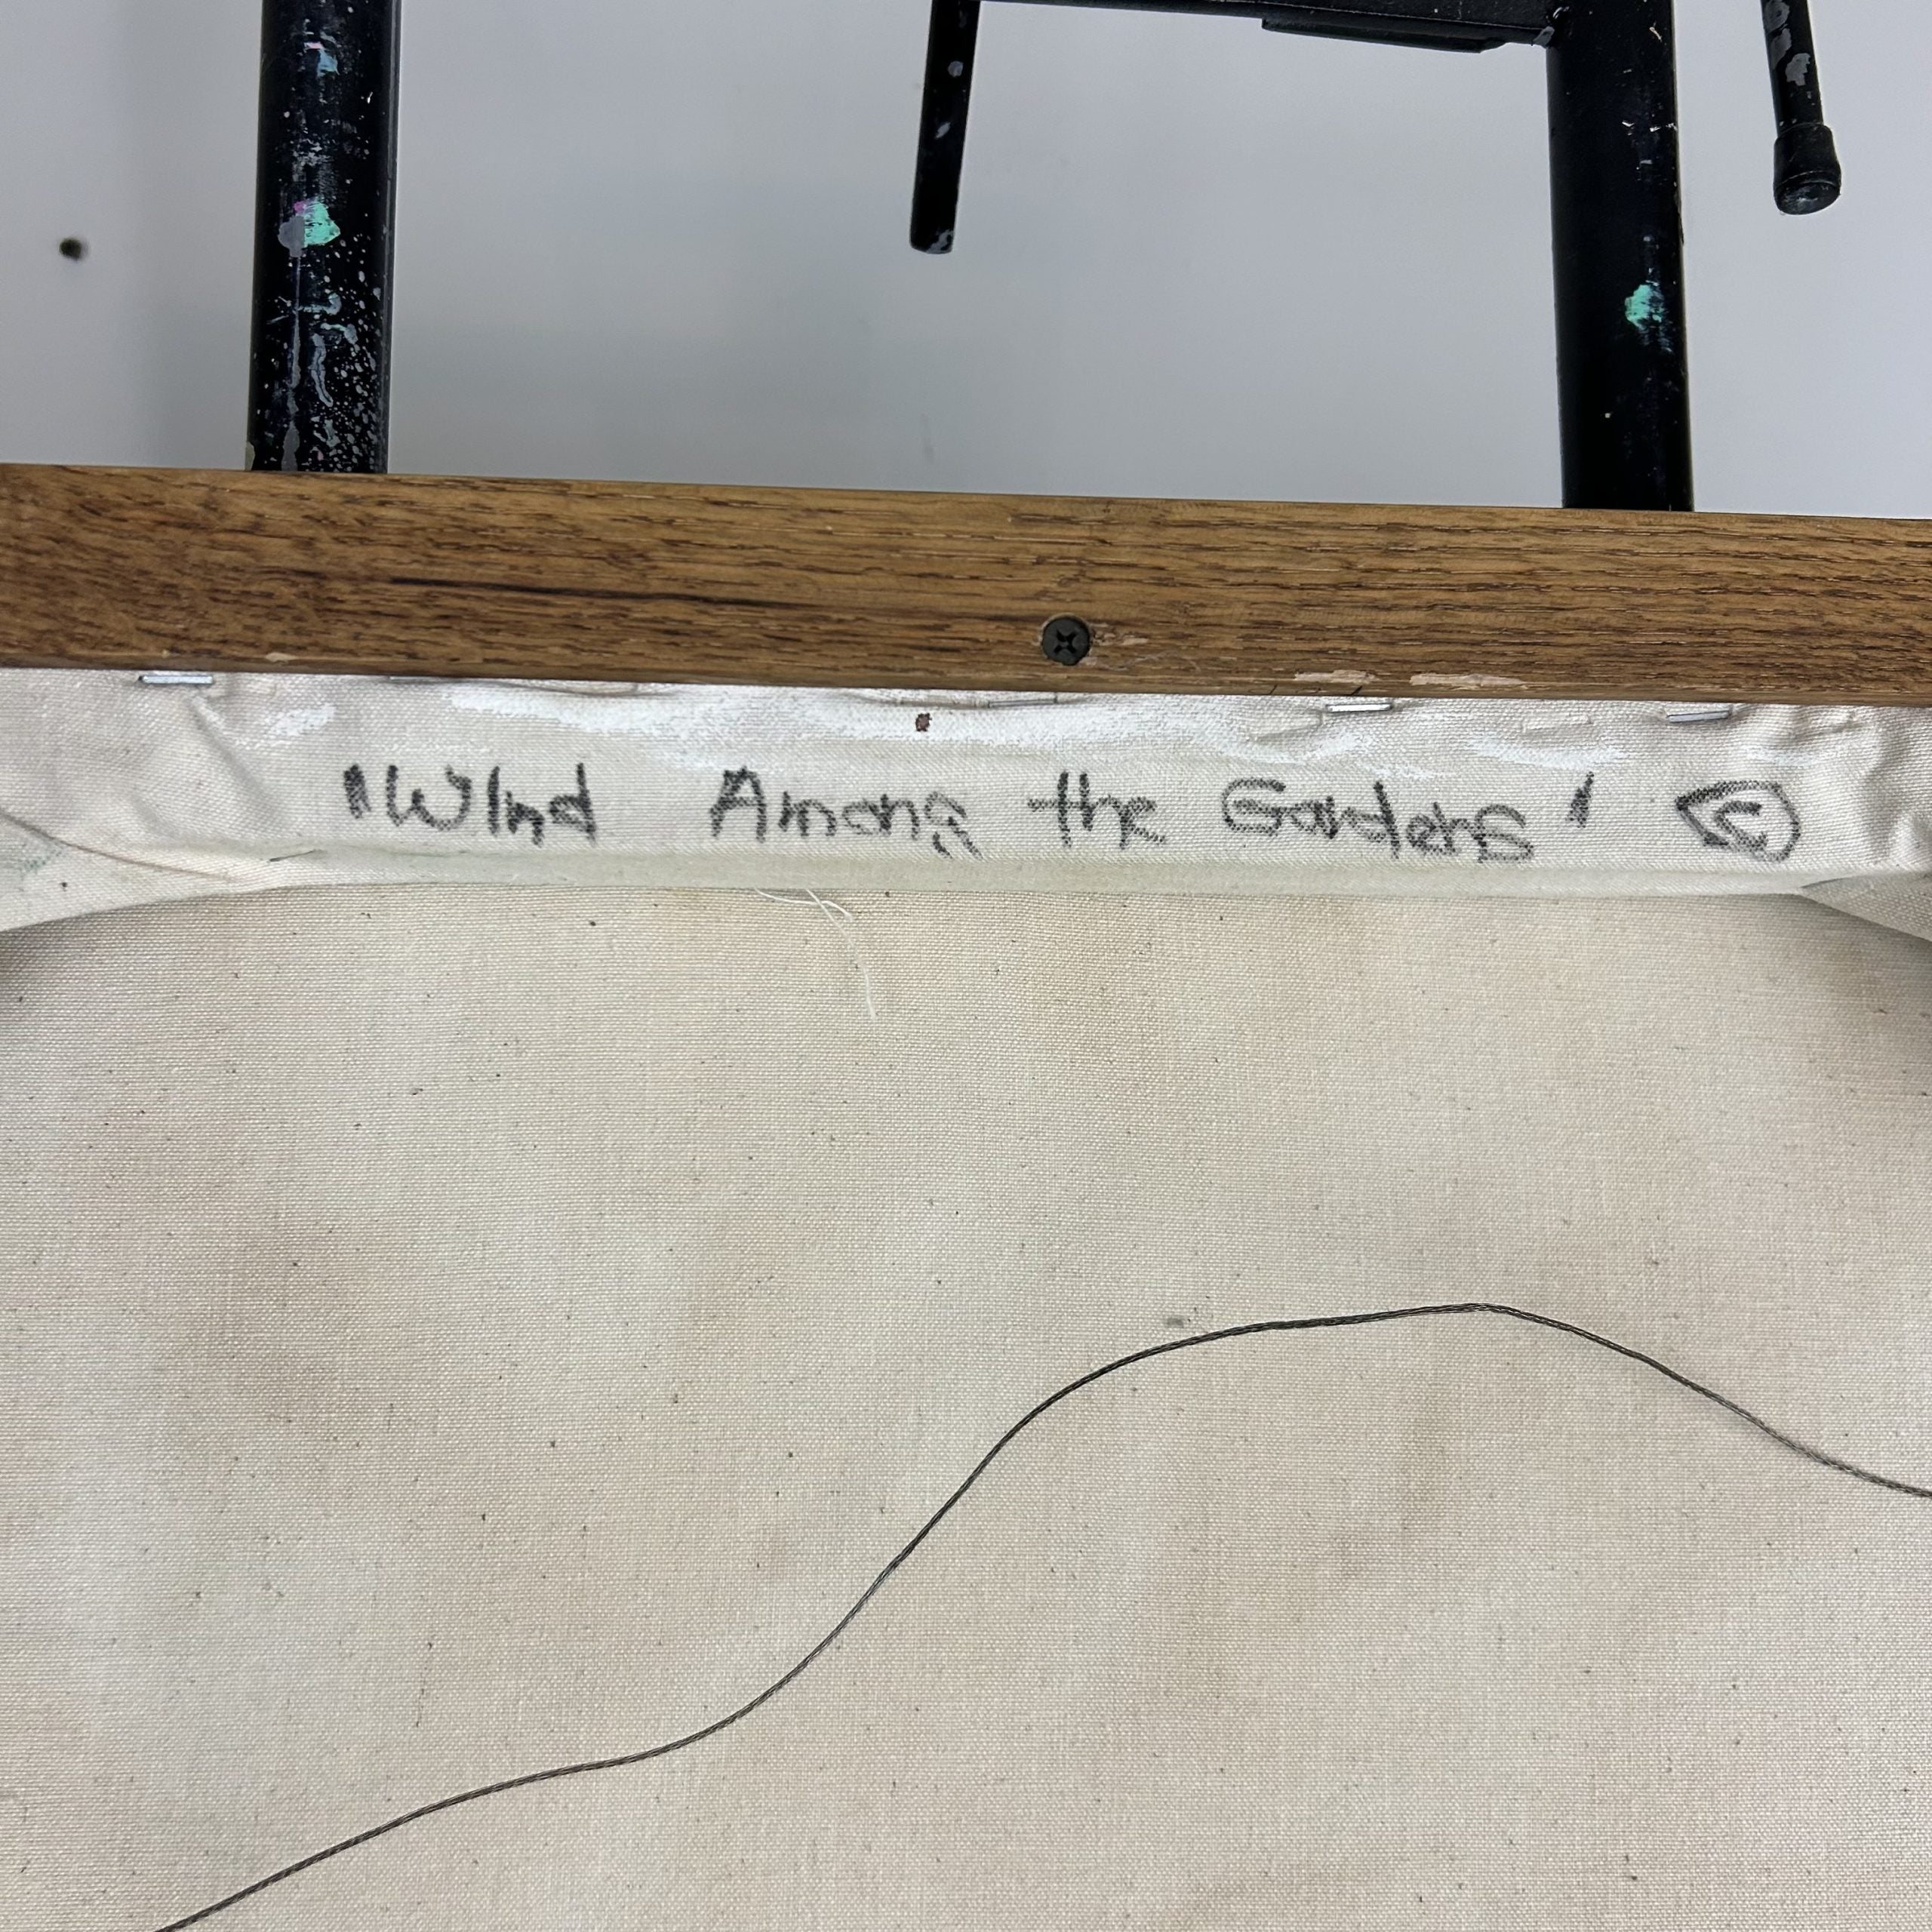 "Wind Among the Gardens" ©